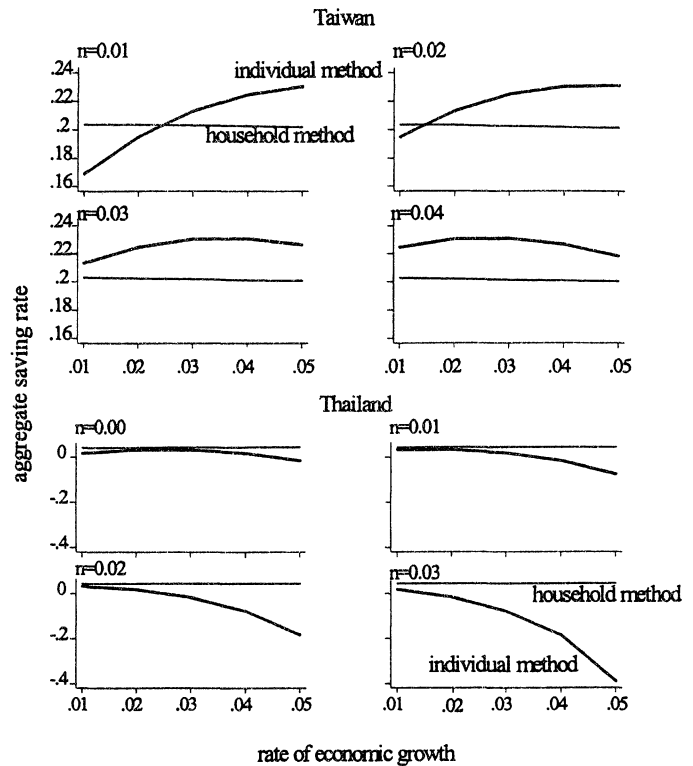 Taiwan
n=0.01
n=0.02
individual method
household method
.24
.22
.2
.18
.16
n=0.03
n=0.04
.24
.22
.2
.18
.16
.01 .02 .03 .04 .05
.01 .02 .03 .04 .05
aggregate saving rate
Thailand
n=0.00
n=0.01
0
-.2
-.4
n=0.02
n=0.03
household method
individual method
0
-.2
-.4
.01 .02 .03 .04 .05
.01 .02 .03 .04 .05
rate of economic growth